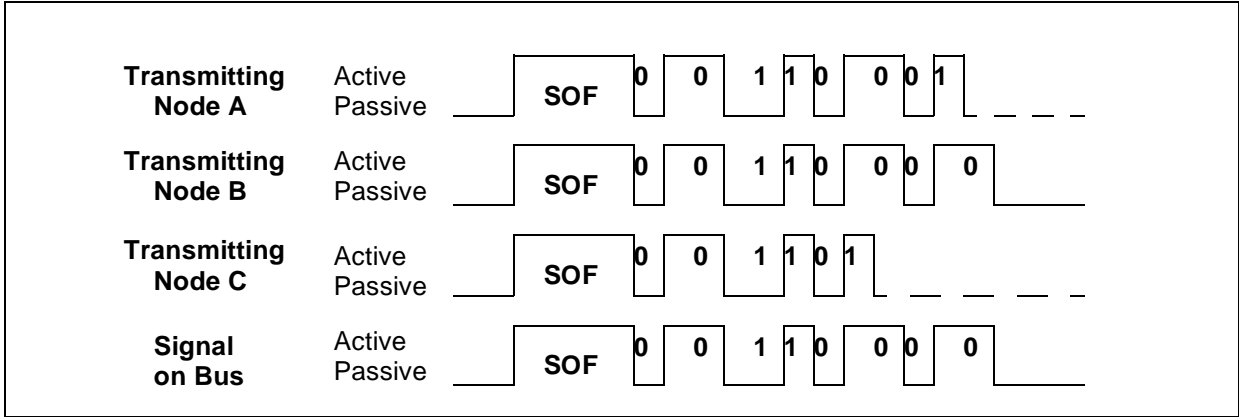 Transmitting Node A Active Passive SOF 0 0 1 1 0 0 0 1
Transmitting Node B Active Passive SOF 0 0 1 1 0 0 0 0
Transmitting Node C Active Passive SOF 0 0 1 1 0 1
Signal on Bus Active Passive SOF 0 0 1 1 0 0 0 0